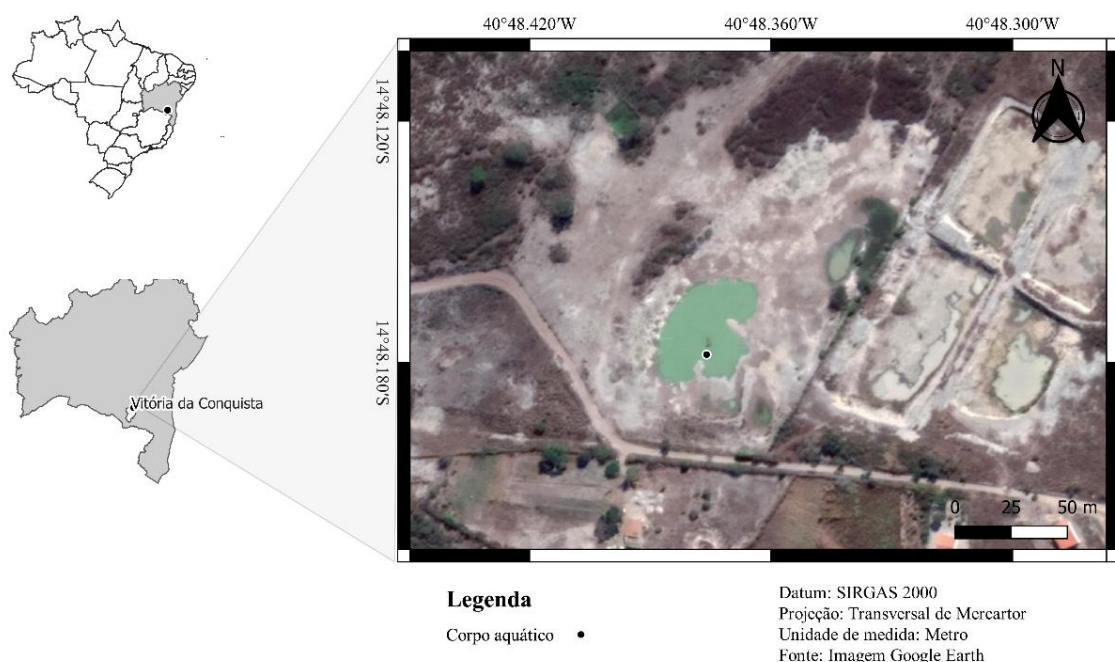 40°48.420'W
40°48.360'W
40°48.300'W
14°48.120'S
14°48.180'S
N
Vitória da Conquista
0 25 50 m
Legenda
Corpo aquático
Datum: SIRGAS 2000
Projeção: Transversal de Mercartor
Unidade de medida: Metro
Fonte: Imagem Google Earth